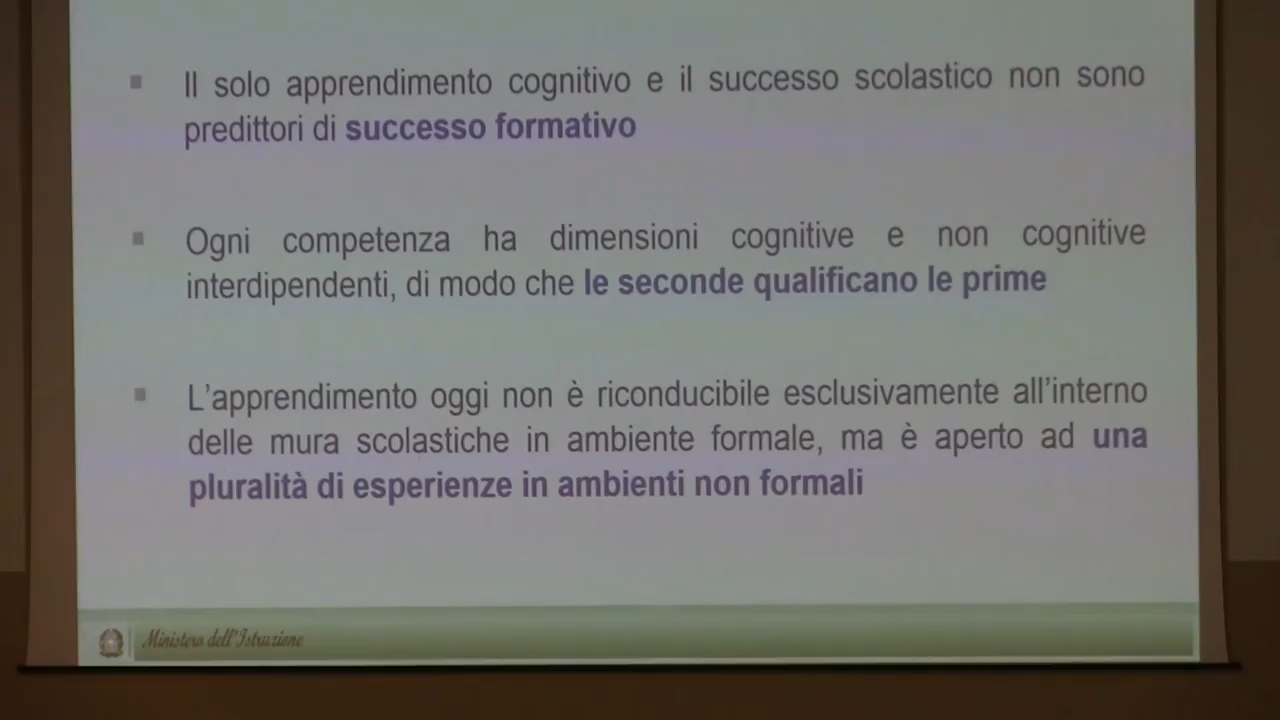 Il solo apprendimento cognitivo e il successo scolastico non sono
predittori di successo formativo
Ogni competenza ha dimensioni cognitive e non cognitive
interdipendenti, di modo che le seconde qualificano le prime
L'apprendimento oggi non è riconducibile esclusivamente all'interno
delle mura scolastiche in ambiente formale, ma è aperto ad una
pluralità di esperienze in ambienti non formali
Ministero dell'Istruzione